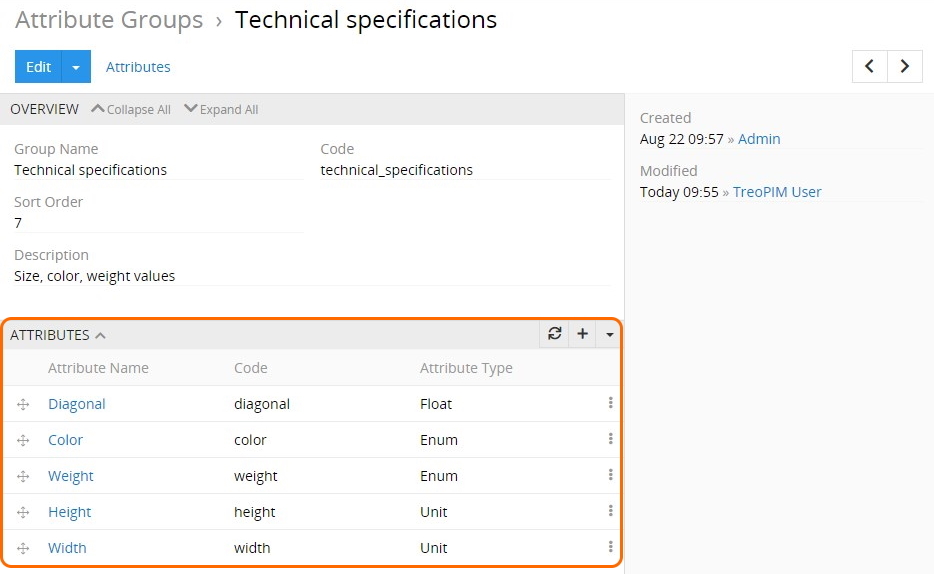 Attribute Groups › Technical specifications
Edit Attributes
OVERVIEW Collapse All Expand All
Group Name Code
Technical specifications technical_specifications
Sort Order
7
Description
Size, color, weight values
Created
Aug 22 09:57 » Admin
Modified
Today 09:55 » TreoPIM User
ATTRIBUTES
Attribute Name Code Attribute Type
Diagonal diagonal Float
Color color Enum
Weight weight Enum
Height height Unit
Width width Unit